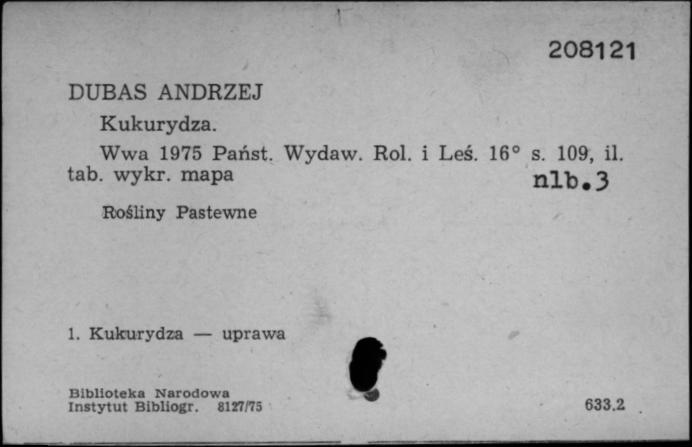 208121
DUBAS ANDRZEJ
Kukurydza.
Wwa 1975 Państ. Wydaw. Rol. i Leś. 16° s. 109, il.
tab. wykr. mapa
nlb.3
Rośliny Pastewne
1. Kukurydza — uprawa
Biblioteka Narodowa
Instytut Bibliogr. 8127/75
633.2